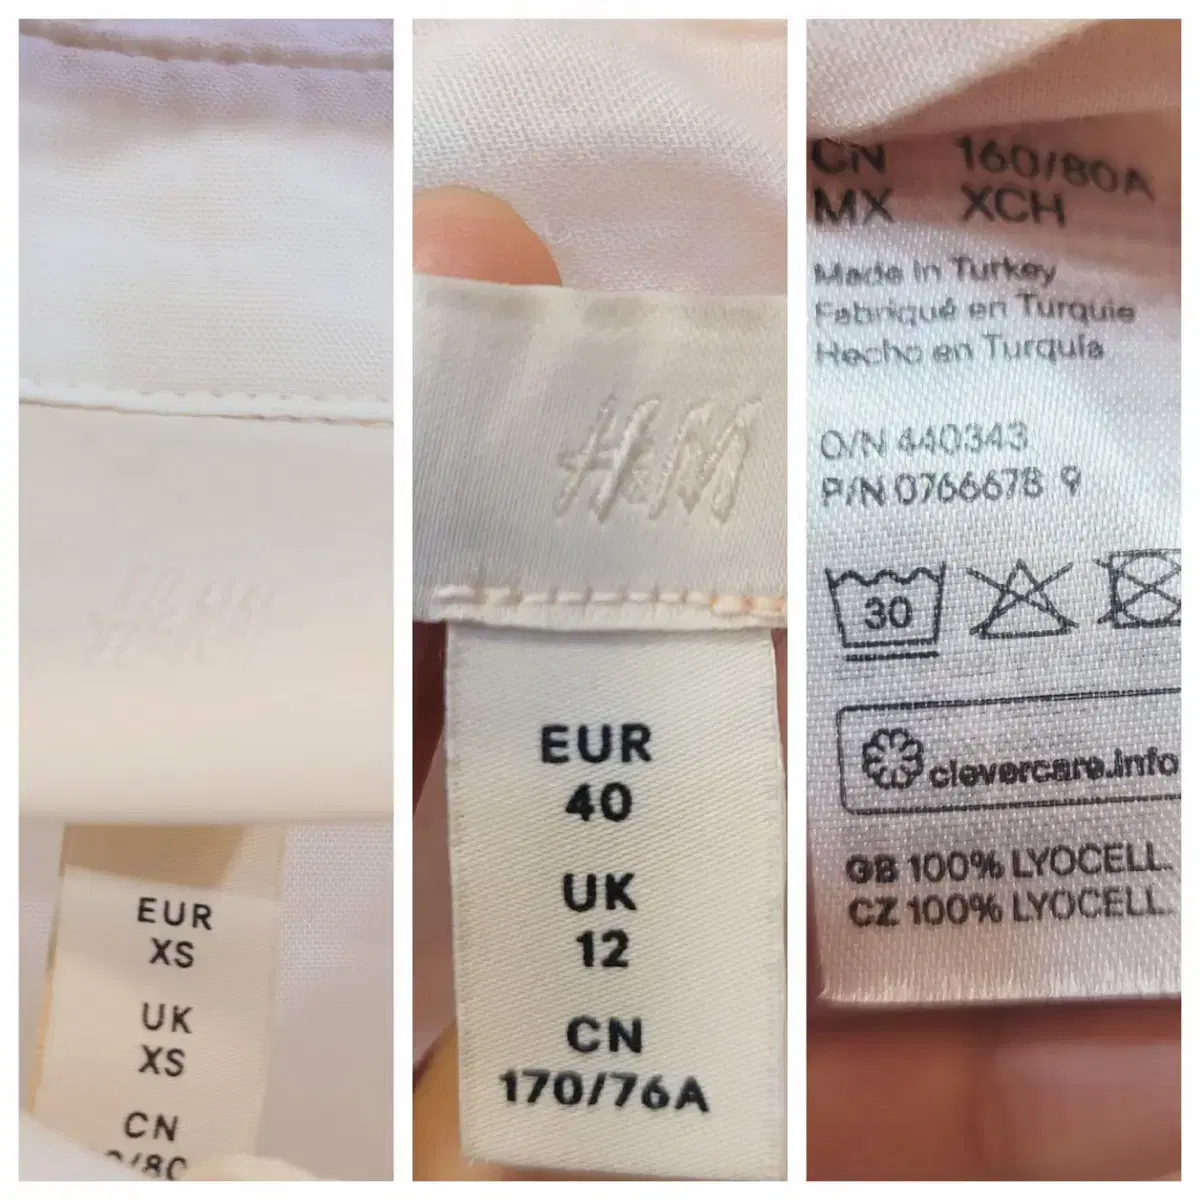 EUR
XS
UK
XS
CN
H&M
EUR
40
UK
12
CN
170/76A
CN 160/80A
MX XCH
Made in Turkey
Fabriqué en Turquie
Hecho en Turquía
O/N 440343
P/N 0766678 9
30
clevercare.info
GB 100% LYOCELL.
CZ 100% LYOCELL.